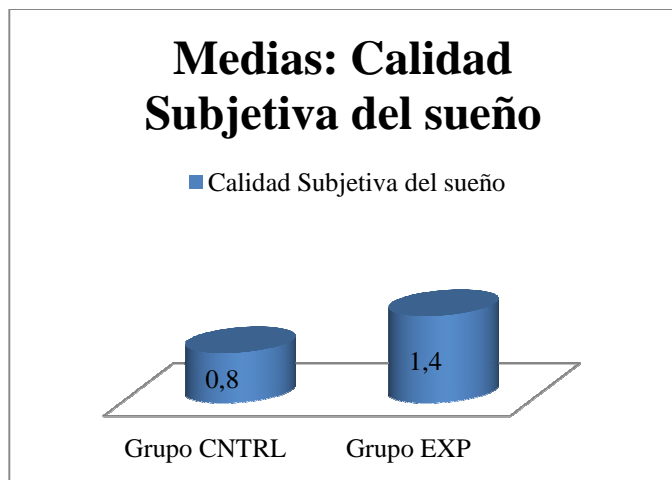 Medias: Calidad
Subjetiva del sueño
Calidad Subjetiva del sueño
0,8
1,4
Grupo CNTRL
Grupo EXP